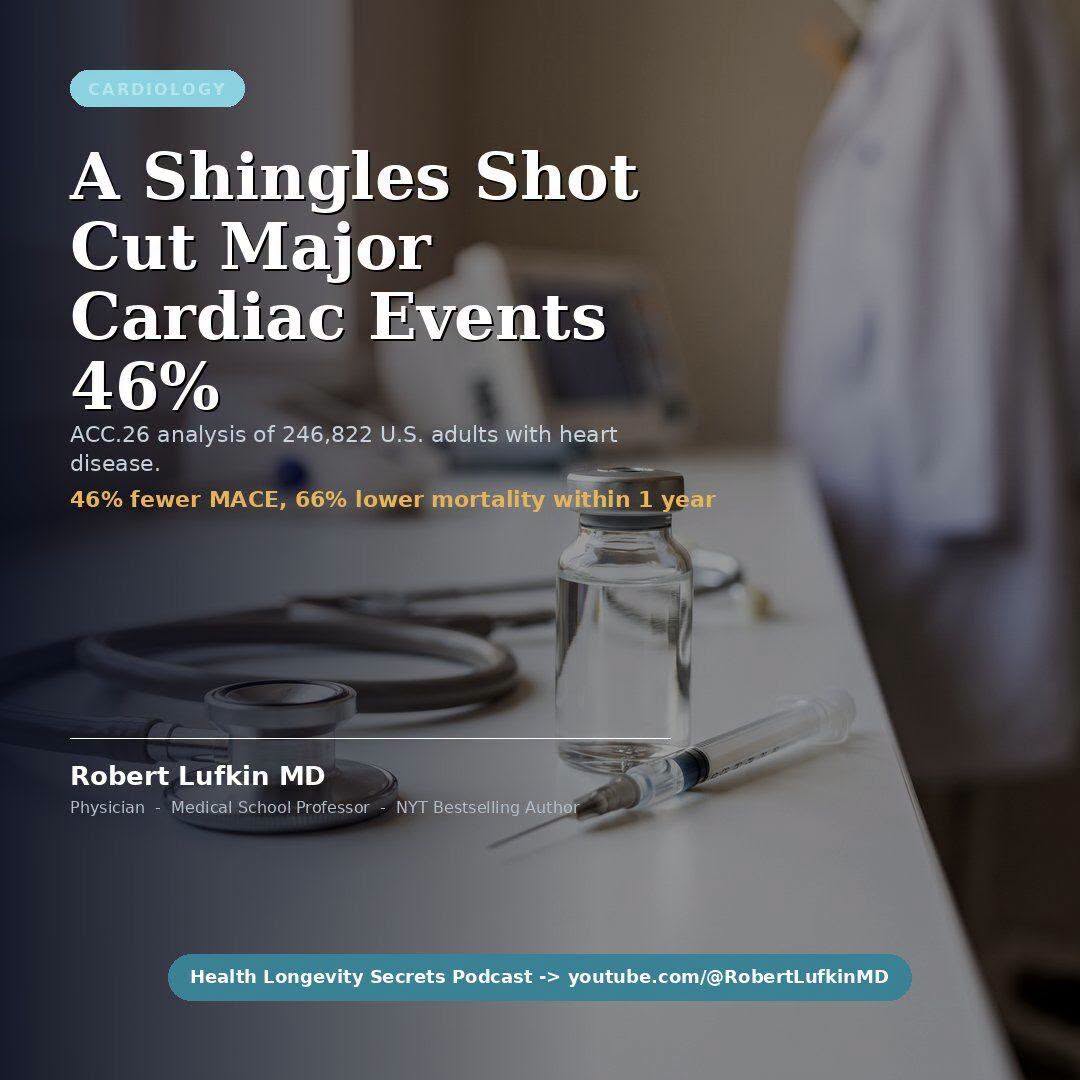 CARDIOLOGY
A Shingles Shot
Cut Major
Cardiac Events
46%
ACC.26 analysis of 246,822 U.S. adults with heart
disease.
46% fewer MACE, 66% lower mortality within 1 year
Robert Lufkin MD
Physician - Medical School Professor - NYT Bestselling Author
Health Longevity Secrets Podcast -> youtube.com/@RobertLufkinMD